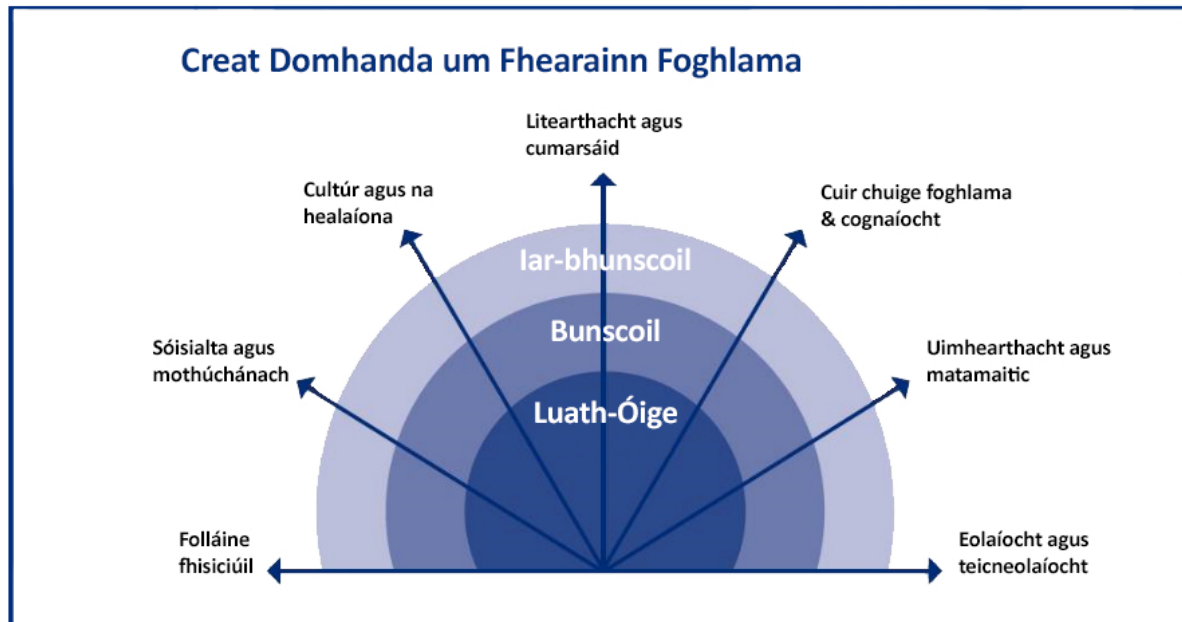 Creat Domhanda um Fhearainn Foghlama
Litearthacht agus
cumarsáid
Cultúr agus na
healaíona
Cuir chuige foghlama
& cognaíocht
Iar-bhunscoil
Bunscoil
Sóisialta agus
mothúchánach
Uimhearthacht agus
matamaitic
Luath-Óige
Folláine
fhisiciúil
Eolaíocht agus
teicneolaíocht